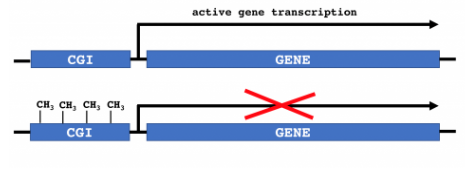 active gene transcription
CGI GENE
CH₃ CH₃ CH₃ CH₃
CGI GENE